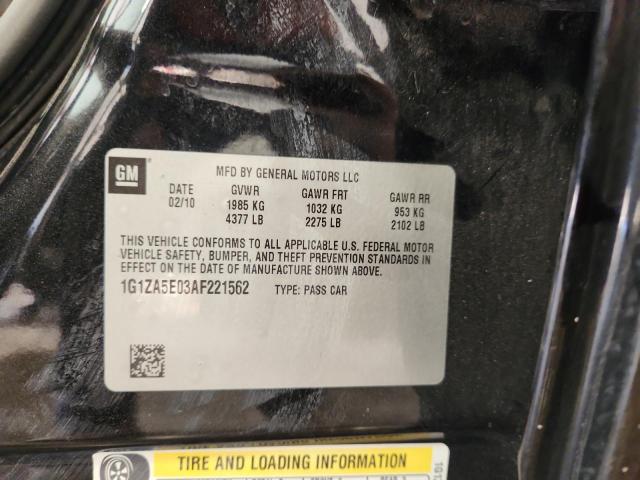 GM
MFD BY GENERAL MOTORS LLC
DATE GVWR GAWR FRT GAWR RR
02/10 1985 KG 1032 KG 953 KG
4377 LB 2275 LB 2102 LB
THIS VEHICLE CONFORMS TO ALL APPLICABLE U.S. FEDERAL MOTOR
VEHICLE SAFETY, BUMPER, AND THEFT PREVENTION STANDARDS IN
EFFECT ON THE DATE OF MANUFACTURE SHOWN ABOVE.
1G1ZA5E03AF221562 TYPE: PASS CAR
TIRE AND LOADING INFORMATION